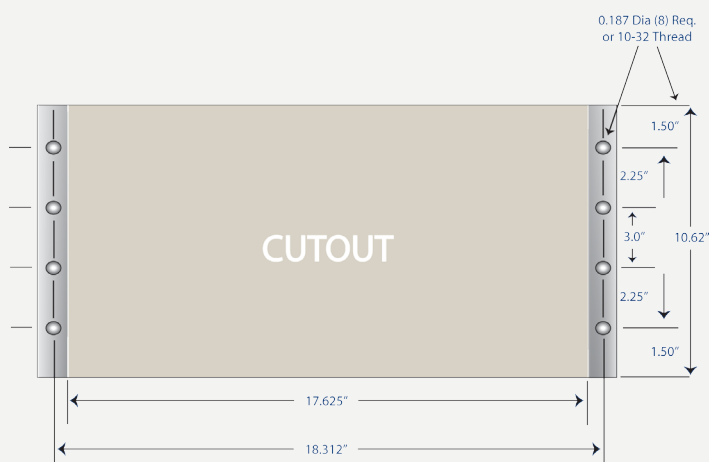 0.187 Dia (8) Req.
or 10-32 Thread
1.50"
2.25"
CUTOUT
3.0"
10.62"
2.25"
1.50"
17.625"
18.312"